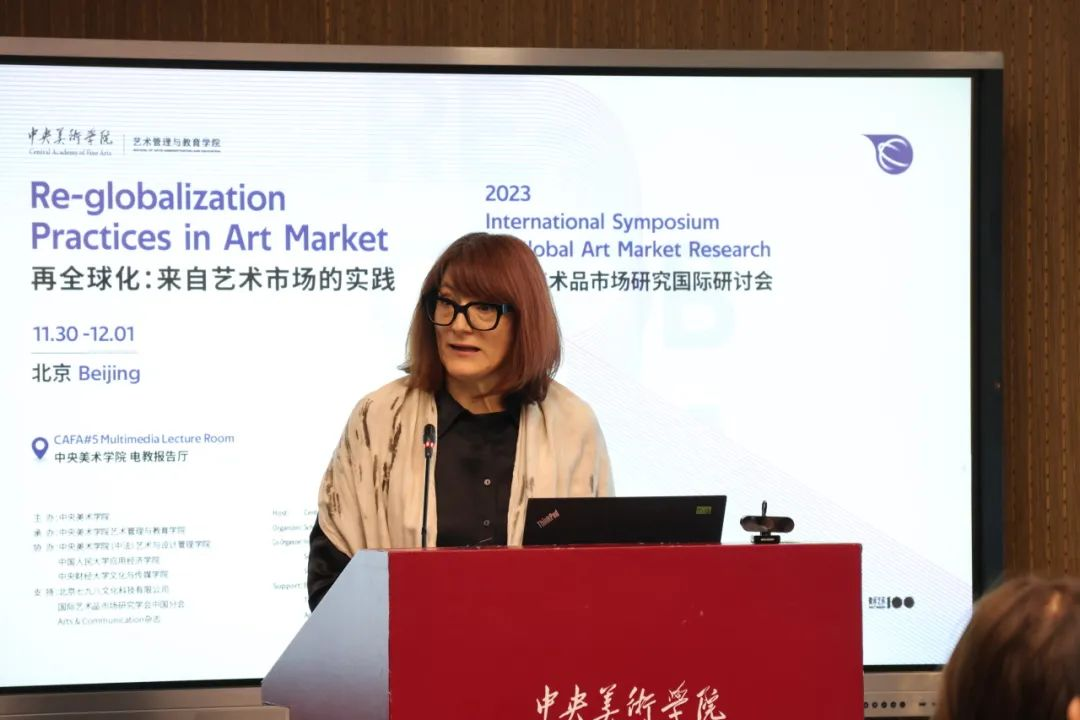 中央美術学院
Central Academy of Fine Arts
艺术管理与教育学院
Re-globalization
Practices in Art Market
再全球化：来自艺术市场的实践
2023
International Symposium
lobal Art Market Research
术品市场研究国际研讨会
11.30 -12.01
北京 Beijing
CAFA#5 Multimedia Lecture Room
中央美术学院 电教报告厅
主 办：中央美术学院
承 办：中央美术学院艺术管理与教育学院
协 办：中央美术学院（中法）艺术与设计管理学院
中国人民大学应用经济学院
中央财经大学文化与传媒学院
支 持：北京七九八文化科技有限公司
国际艺术品市场研究学会中国分会
Arts & Communication杂志
Host:
Organizer:
Co-Organizer:
Support:
ThinkPad
100
中央美術学院